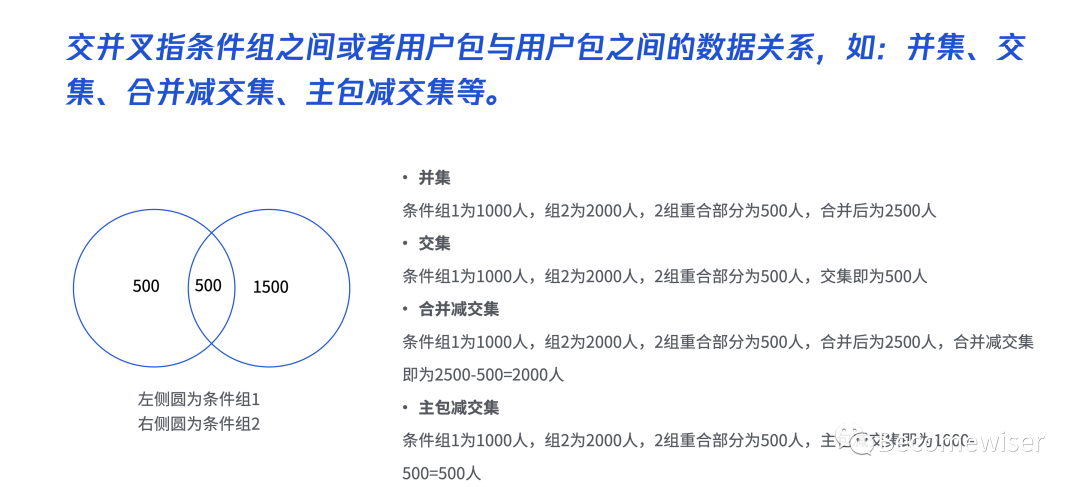 交并叉指条件组之间或者用户包与用户包之间的数据关系，如：并集、交
集、合并减交集、主包减交集等。
• 并集
条件组1为1000人，组2为2000人，2组重合部分为500人，合并后为2500人
• 交集
条件组1为1000人，组2为2000人，2组重合部分为500人，交集即为500人
• 合并减交集
条件组1为1000人，组2为2000人，2组重合部分为500人，合并后为2500人，合并减交集
即为2500-500=2000人
• 主包减交集
条件组1为1000人，组2为2000人，2组重合部分为500人，主包减交集即为1000-
500=500人
500
500
1500
左侧圆为条件组1
右侧圆为条件组2
Becomewiser